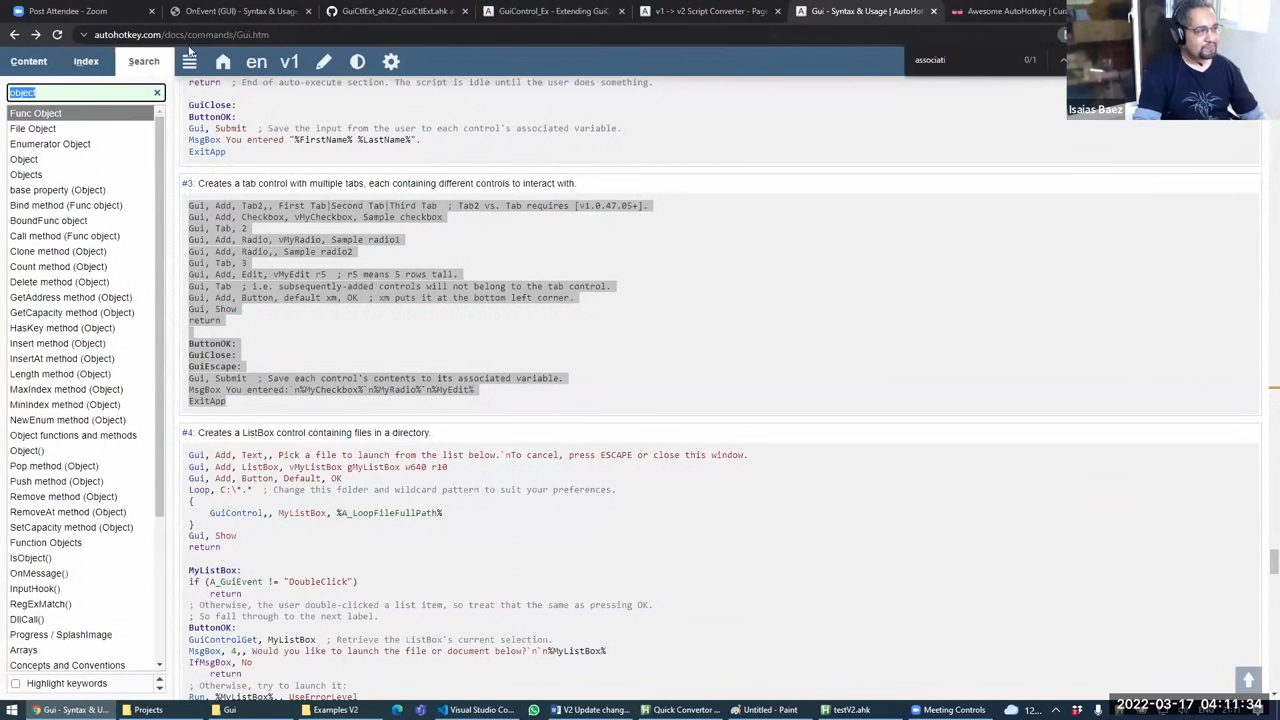 Post Attendee - Zoom
OnEvent (GUI) - Syntax & Usage
GuiCtlExt.ahk2/_GuiCtlExt.ahk
GuiControl_Ex - Extending GuiC
v1 -> v2 Script Converter - Page
Gui - Syntax & Usage | AutoHot
Awesome AutoHotkey | Cur
autohotkey.com/docs/commands/Gui.htm
Content
Index
Search
en
v1
associati
0/1
Isaias Baez
object
Func Object
File Object
Enumerator Object
Object
Objects
base property (Object)
Bind method (Func object)
BoundFunc object
Call method (Func object)
Clone method (Object)
Count method (Object)
Delete method (Object)
GetAddress method (Object)
GetCapacity method (Object)
HasKey method (Object)
Insert method (Object)
InsertAt method (Object)
Length method (Object)
MaxIndex method (Object)
MinIndex method (Object)
NewEnum method (Object)
Object functions and methods
Object()
Pop method (Object)
Push method (Object)
Remove method (Object)
RemoveAt method (Object)
SetCapacity method (Object)
Function Objects
IsObject()
OnMessage()
InputHook()
RegExMatch()
DllCall()
Progress / SplashImage
Arrays
Concepts and Conventions
Highlight keywords
return ; End of auto-execute section. The script is idle until the user does something.
GuiClose:
ButtonOK:
Gui, Submit ; Save the input from the user to each control's associated variable.
MsgBox You entered "%FirstName% %LastName%".
ExitApp
#3: Creates a tab control with multiple tabs, each containing different controls to interact with.
Gui, Add, Tab2,, First Tab|Second Tab|Third Tab ; Tab2 vs. Tab requires [v1.0.47.05+].
Gui, Add, Checkbox, vMyCheckbox, Sample checkbox
Gui, Tab, 2
Gui, Add, Radio, vMyRadio, Sample radio1
Gui, Add, Radio,, Sample radio2
Gui, Tab, 3
Gui, Add, Edit, vMyEdit r5 ; r5 means 5 rows tall.
Gui, Tab ; i.e. subsequently-added controls will not belong to the tab control.
Gui, Add, Button, default xm, OK ; xm puts it at the bottom left corner.
Gui, Show
return
ButtonOK:
GuiClose:
GuiEscape:
Gui, Submit ; Save each control's contents to its associated variable.
MsgBox You entered:`n%MyCheckbox%`n%MyRadio%`n%MyEdit%
ExitApp
#4: Creates a ListBox control containing files in a directory.
Gui, Add, Text,, Pick a file to launch from the list below.`nTo cancel, press ESCAPE or close this window.
Gui, Add, ListBox, vMyListBox gMyListBox w640 r10
Gui, Add, Button, Default, OK
Loop, C:\*.* ; Change this folder and wildcard pattern to suit your preferences.
{
GuiControl,, MyListBox, %A_LoopFileFullPath%
}
Gui, Show
return
MyListBox:
if (A_GuiEvent != "DoubleClick")
return
; Otherwise, the user double-clicked a list item, so treat that the same as pressing OK.
; So fall through to the next label.
ButtonOK:
GuiControlGet, MyListBox ; Retrieve the ListBox's current selection.
MsgBox, 4,, Would you like to launch the file or document below?`n`n%MyListBox%
IfMsgBox, No
return
; Otherwise, try to launch it:
Run, %MyListBox%,, UseErrorLevel
Gui - Syntax & Usa...
Projects
Gui
Examples V2
Visual Studio Co...
V2 Update chang...
Quick Convertor ...
Untitled - Paint
testV2.ahk
Meeting Controls
12...
2022-03-17 04:11:34